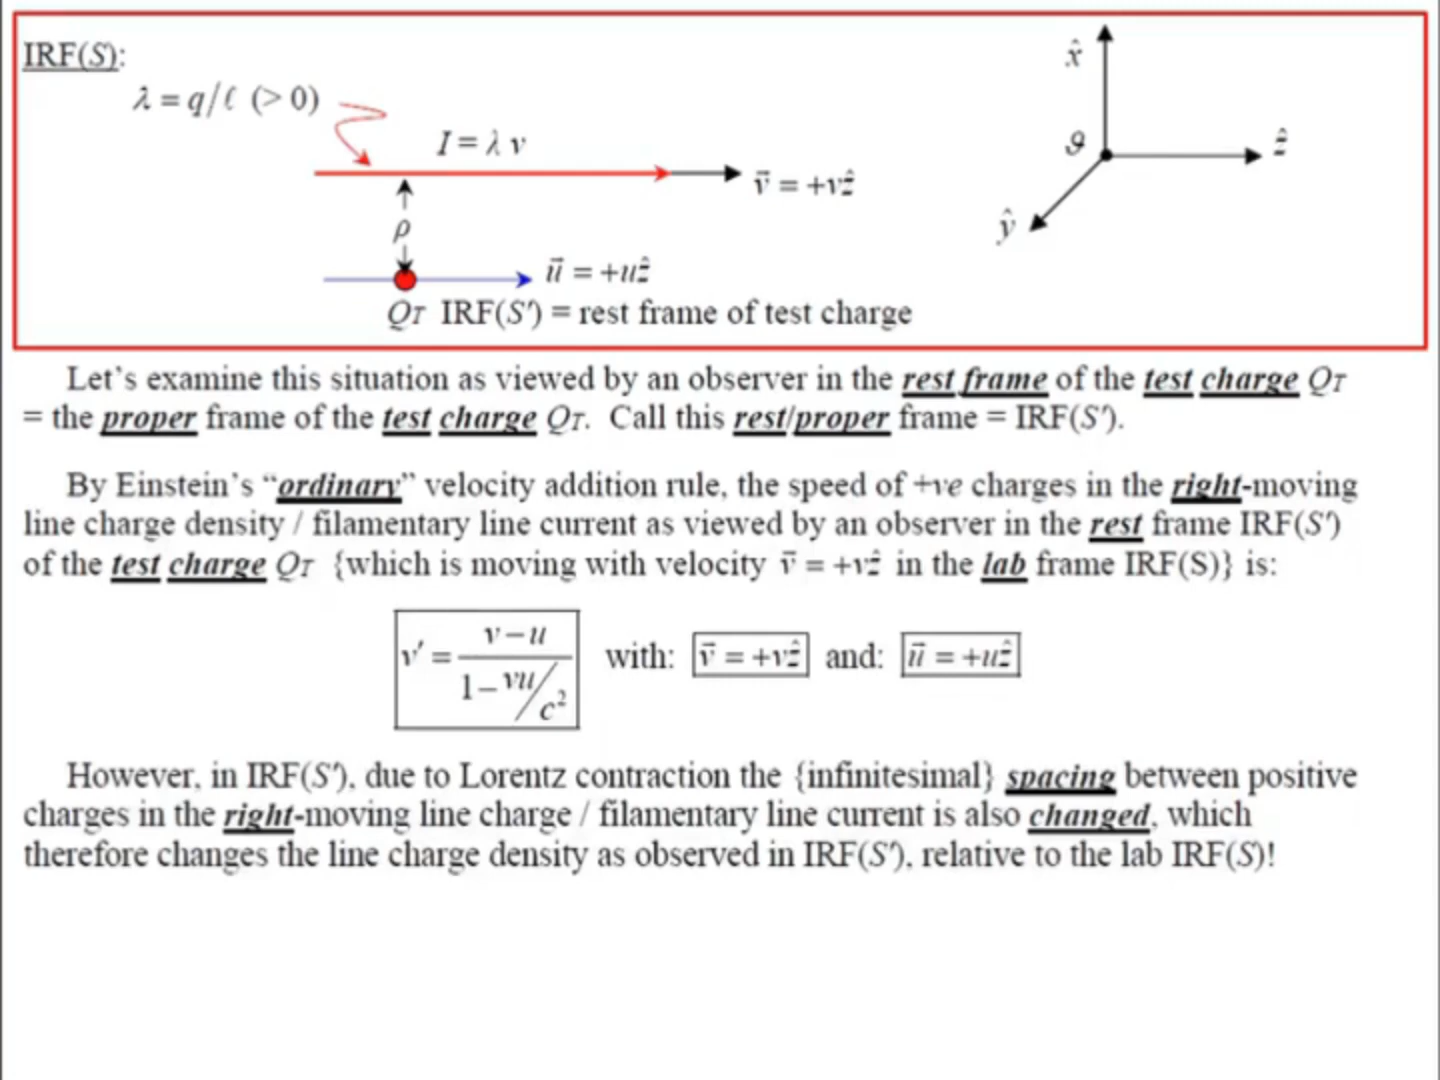 IRF(S):
λ = q/ℓ (> 0)
I = λ v
v⃗ = +vẑ
ρ
u⃗ = +uẑ
Q_T IRF(S′) = rest frame of test charge
x̂
ϑ
ẑ
ŷ
Let's examine this situation as viewed by an observer in the rest frame of the test charge Q_T
= the proper frame of the test charge Q_T. Call this rest/proper frame = IRF(S′).
By Einstein's “ordinary” velocity addition rule, the speed of +ve charges in the right-moving
line charge density / filamentary line current as viewed by an observer in the rest frame IRF(S′)
of the test charge Q_T {which is moving with velocity v⃗ = +vẑ in the lab frame IRF(S)} is:
v′ = (v − u) / (1 − vu/c²) with: v⃗ = +vẑ and: u⃗ = +uẑ
However, in IRF(S′), due to Lorentz contraction the {infinitesimal} spacing between positive
charges in the right-moving line charge / filamentary line current is also changed, which
therefore changes the line charge density as observed in IRF(S′), relative to the lab IRF(S)!